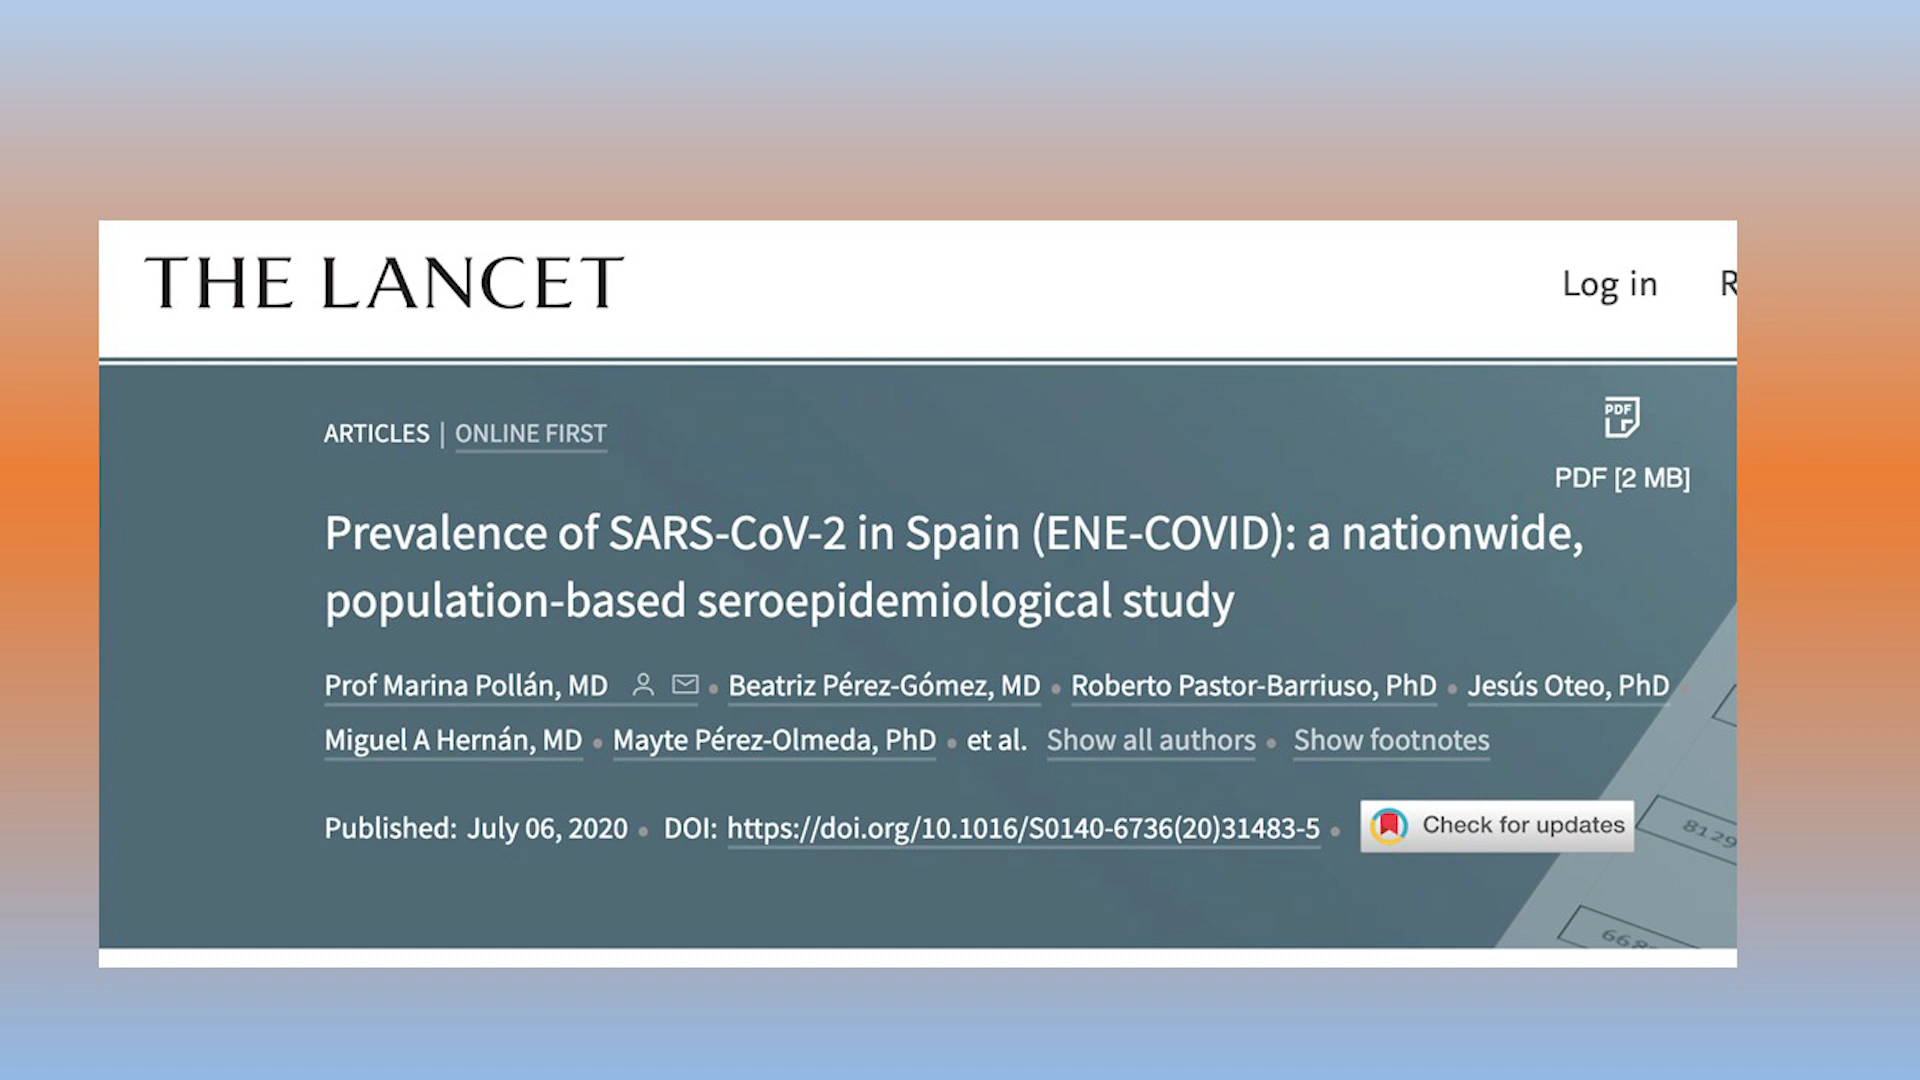 THE LANCET
Log in
R
PDF
PDF [2 MB]
ARTICLES | ONLINE FIRST
Prevalence of SARS-CoV-2 in Spain (ENE-COVID): a nationwide,
population-based seroepidemiological study
Prof Marina Pollán, MD • Beatriz Pérez-Gómez, MD • Roberto Pastor-Barriuso, PhD • Jesús Oteo, PhD •
Miguel A Hernán, MD • Mayte Pérez-Olmeda, PhD • et al. Show all authors • Show footnotes
Published: July 06, 2020 • DOI: https://doi.org/10.1016/S0140-6736(20)31483-5 • Check for updates
8129